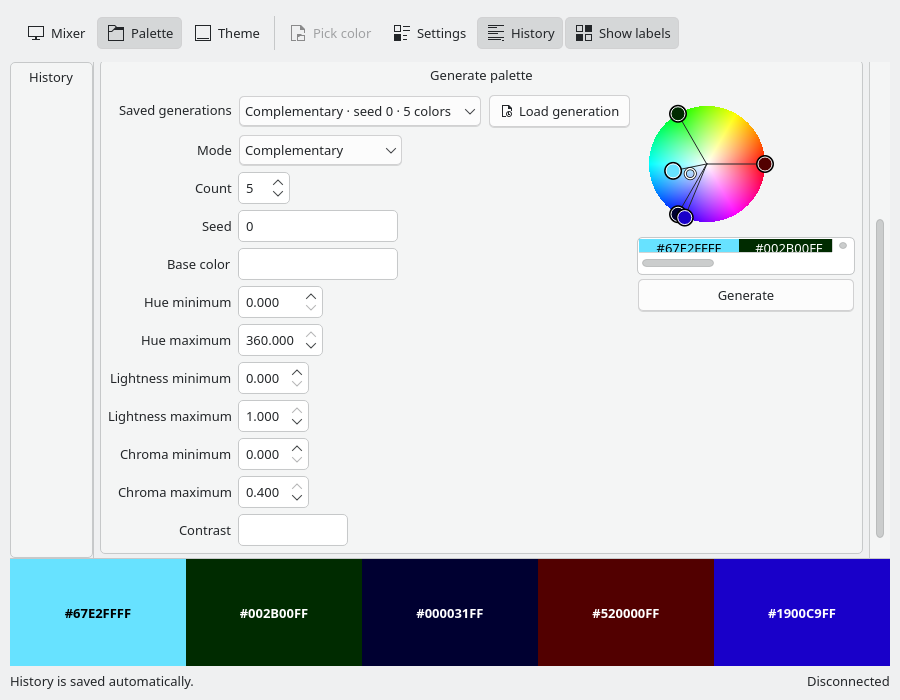 Mixer Palette Theme Pick color Settings History Show labels
History
Generate palette
Saved generations Complementary · seed 0 · 5 colors Load generation
Mode Complementary
Count 5
Seed 0
Base color
Hue minimum 0.000
Hue maximum 360.000
Lightness minimum 0.000
Lightness maximum 1.000
Chroma minimum 0.000
Chroma maximum 0.400
Contrast
#67E2FFFF #002B00FF
Generate
#67E2FFFF #002B00FF #000031FF #520000FF #1900C9FF
History is saved automatically. Disconnected